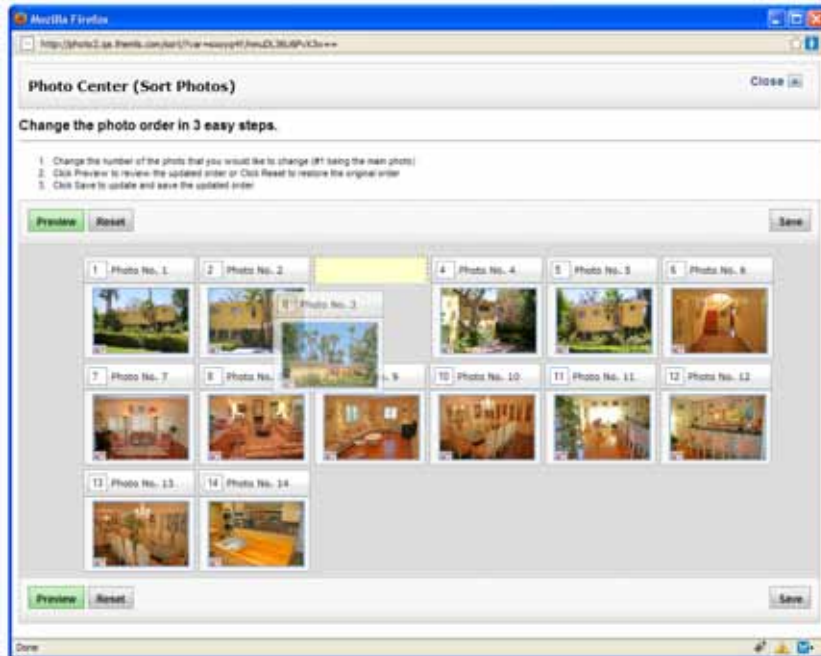 Mozilla Firefox
Photo Center (Sort Photos)
Close
Change the photo order in 3 easy steps.
1. Change the number of the photo that you would like to change (#1 being the main photo)
2. Click Preview to review the updated order or Click Reset to restore the original order
3. Click Save to update and save the updated order
Preview Reset Save
1 Photo No. 1 2 Photo No. 2 4 Photo No. 4 5 Photo No. 5 6 Photo No. 6
Photo No. 3
7 Photo No. 7 8 Photo 9 10 Photo No. 10 11 Photo No. 11 12 Photo No. 12
13 Photo No. 13 14 Photo No. 14
Preview Reset Save
Done